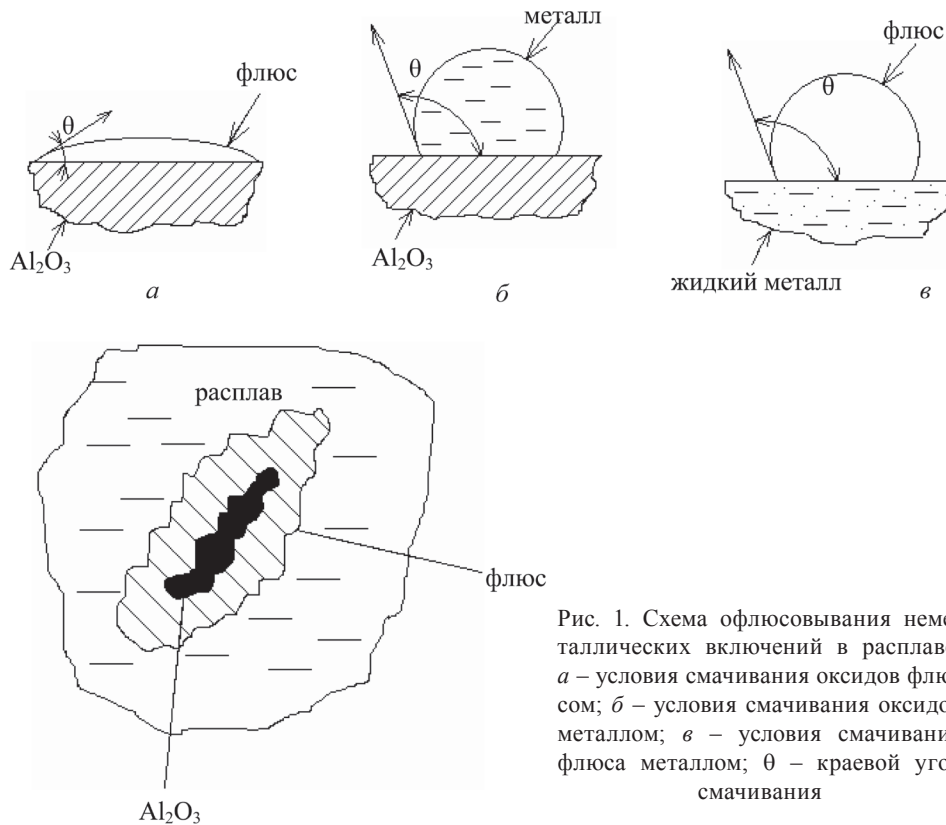 флюс
θ
Al₂O₃
а
металл
θ
Al₂O₃
б
флюс
θ
жидкий металл
в
расплав
флюс
Al₂O₃
Рис. 1. Схема офлюсовывания неме
таллических включений в расплав
а – условия смачивания оксидов флю
сом; б – условия смачивания оксидо
металлом; в – условия смачивани
флюса металлом; θ – краевой уго
смачивания